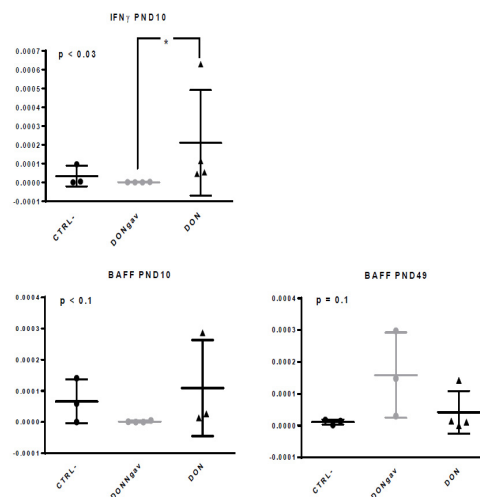 IFNγ PND10
0.0007
p < 0.03
*
0.0006
0.0005
0.0004
0.0003
0.0002
0.0001
0.0000
-0.0001
CTRL-
DONgav
DON
BAFF PND10
0.0004
p < 0.1
0.0003
0.0002
0.0001
0.0000
-0.0001
CTRL-
DONNgav
DON
BAFF PND49
0.0004
p = 0.1
0.0003
0.0002
0.0001
0.0000
-0.0001
CTRL-
DONgav
DON